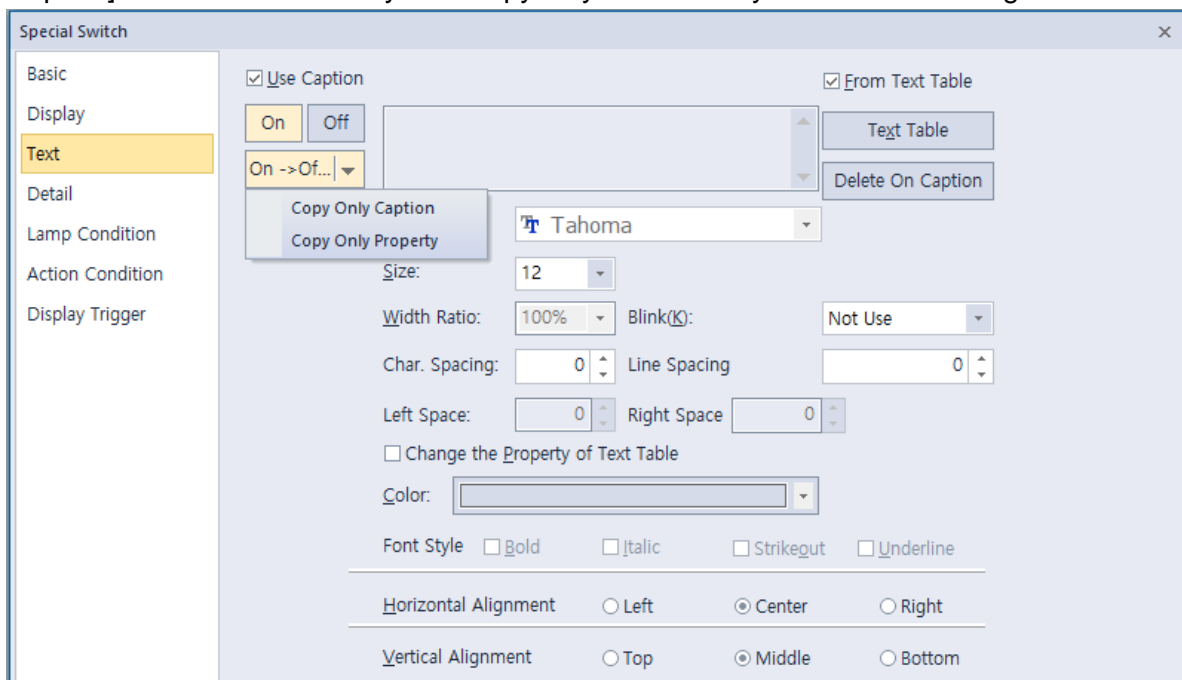 Special Switch
Basic
Display
Text
Detail
Lamp Condition
Action Condition
Display Trigger
Use Caption
From Text Table
On Off
On ->Of...
Text Table
Delete On Caption
Copy Only Caption
Copy Only Property
Tahoma
Size: 12
Width Ratio: 100% Blink(K): Not Use
Char. Spacing: 0 Line Spacing 0
Left Space: 0 Right Space 0
Change the Property of Text Table
Color:
Font Style Bold Italic Strikeout Underline
Horizontal Alignment Left Center Right
Vertical Alignment Top Middle Bottom